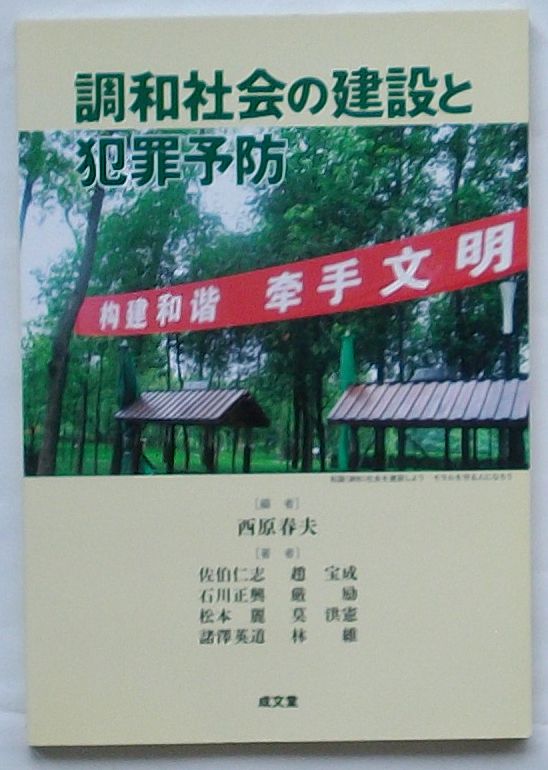 調和社会の建設と
犯罪予防
构建和谐 牵手文明
[編 者]
西原春夫
[著 者]
佐伯仁志 趙 宝成
石川正興 嚴 励
松本 麗 莫 洪憲
諸澤英道 林 維
成文堂